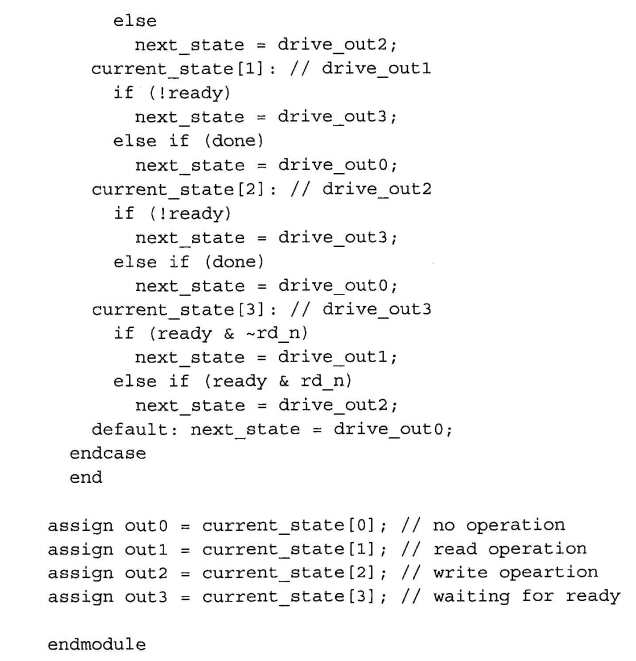 else
next_state = drive_out2;
current_state[1]: // drive_out1
if (!ready)
next_state = drive_out3;
else if (done)
next_state = drive_out0;
current_state[2]: // drive_out2
if (!ready)
next_state = drive_out3;
else if (done)
next_state = drive_out0;
current_state[3]: // drive_out3
if (ready & ~rd_n)
next_state = drive_out1;
else if (ready & rd_n)
next_state = drive_out2;
default: next_state = drive_out0;
endcase
end
assign out0 = current_state[0]; // no operation
assign out1 = current_state[1]; // read operation
assign out2 = current_state[2]; // write opeartion
assign out3 = current_state[3]; // waiting for ready
endmodule